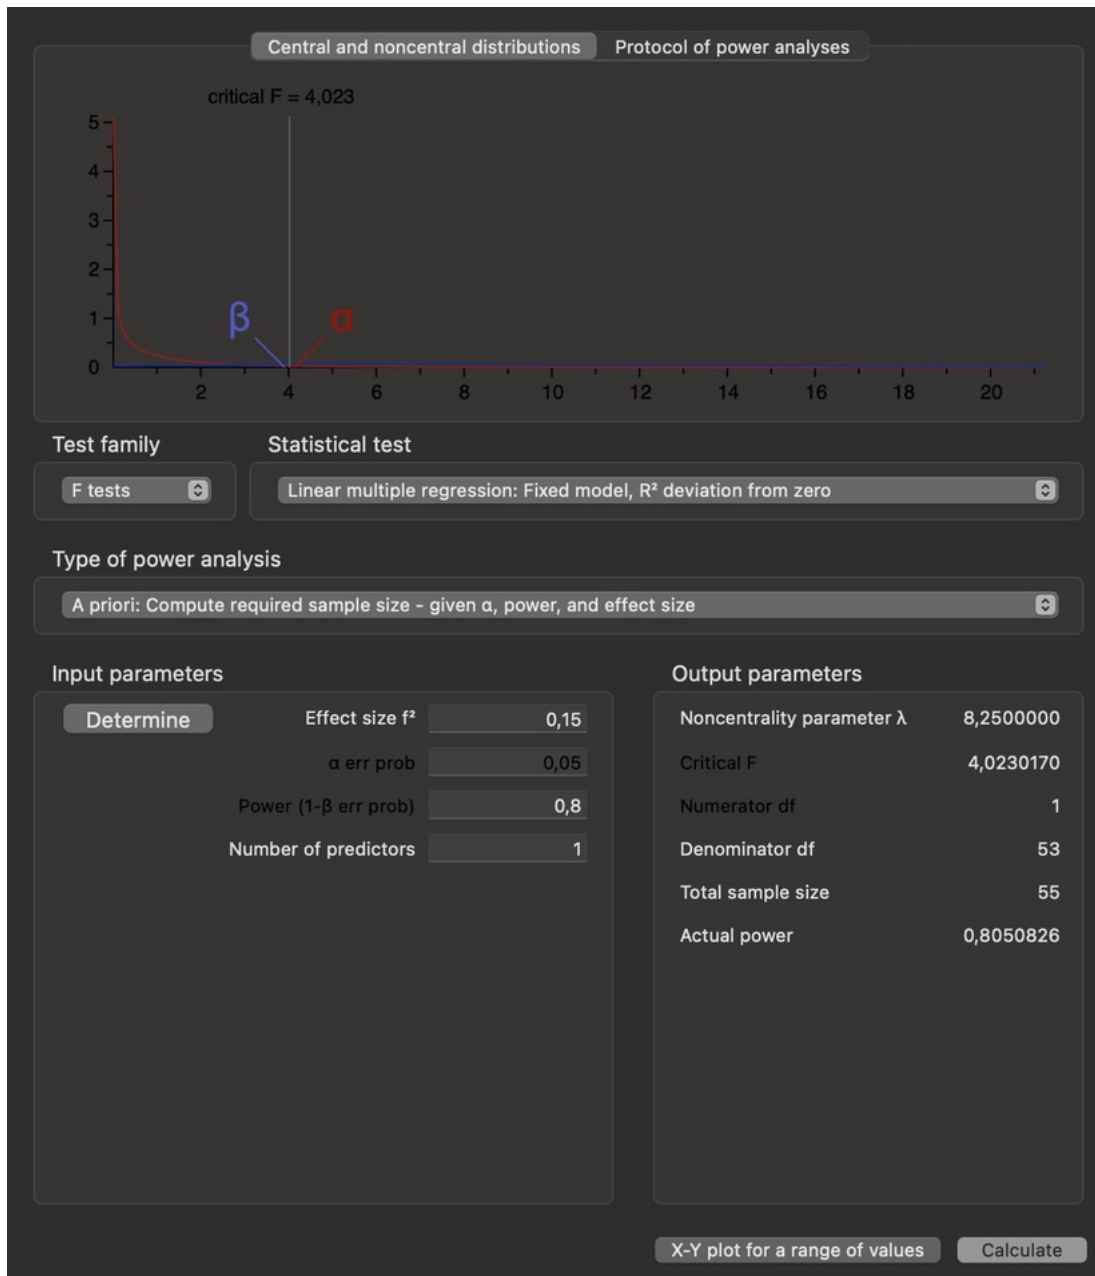 Central and noncentral distributions Protocol of power analyses
critical F = 4,023
5
4
3
2
1
0
β α
2 4 6 8 10 12 14 16 18 20
Test family Statistical test
F tests Linear multiple regression: Fixed model, R² deviation from zero
Type of power analysis
A priori: Compute required sample size - given α, power, and effect size
Input parameters
Determine
Effect size f² 0,15
α err prob 0,05
Power (1-β err prob) 0,8
Number of predictors 1
Output parameters
Noncentrality parameter λ 8,2500000
Critical F 4,0230170
Numerator df 1
Denominator df 53
Total sample size 55
Actual power 0,8050826
X-Y plot for a range of values Calculate